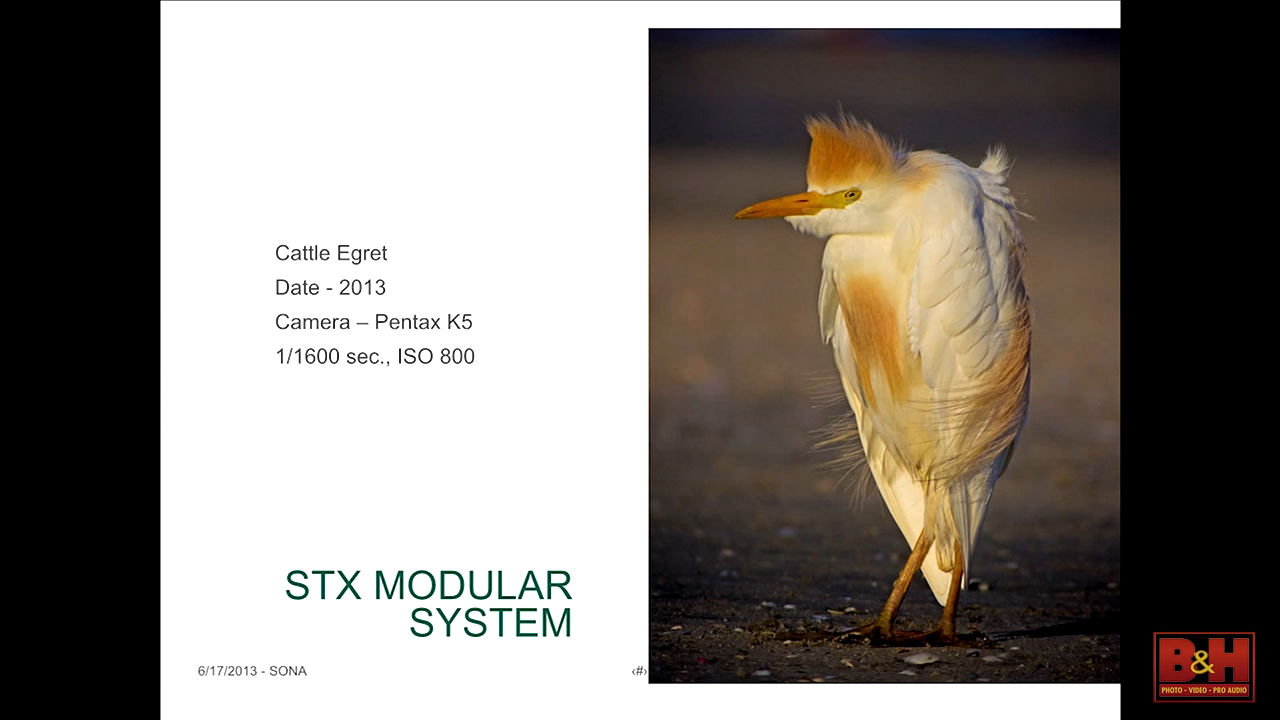 Cattle Egret
Date - 2013
Camera – Pentax K5
1/1600 sec., ISO 800
STX MODULAR
SYSTEM
6/17/2013 - SONA
‹#›
B&H
PHOTO - VIDEO - PRO AUDIO